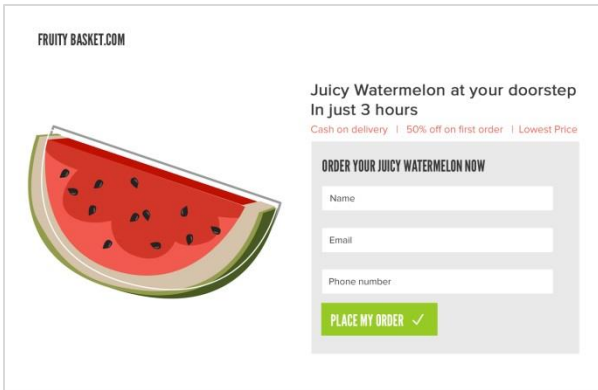 FRUITY BASKET.COM
Juicy Watermelon at your doorstep
In just 3 hours
Cash on delivery | 50% off on first order | Lowest Price
ORDER YOUR JUICY WATERMELON NOW
Name
Email
Phone number
PLACE MY ORDER